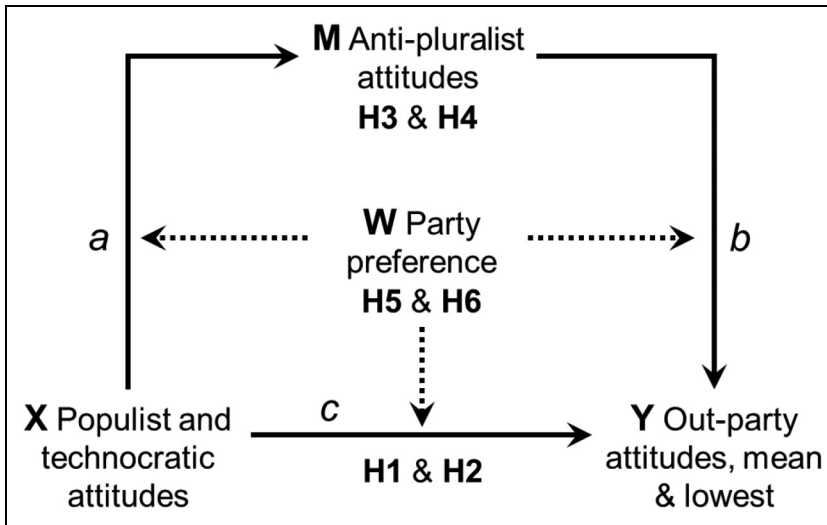 M Anti-pluralist
attitudes
H3 & H4
a
W Party
preference
H5 & H6
b
X Populist and
technocratic
attitudes
c
H1 & H2
Y Out-party
attitudes, mean
& lowest